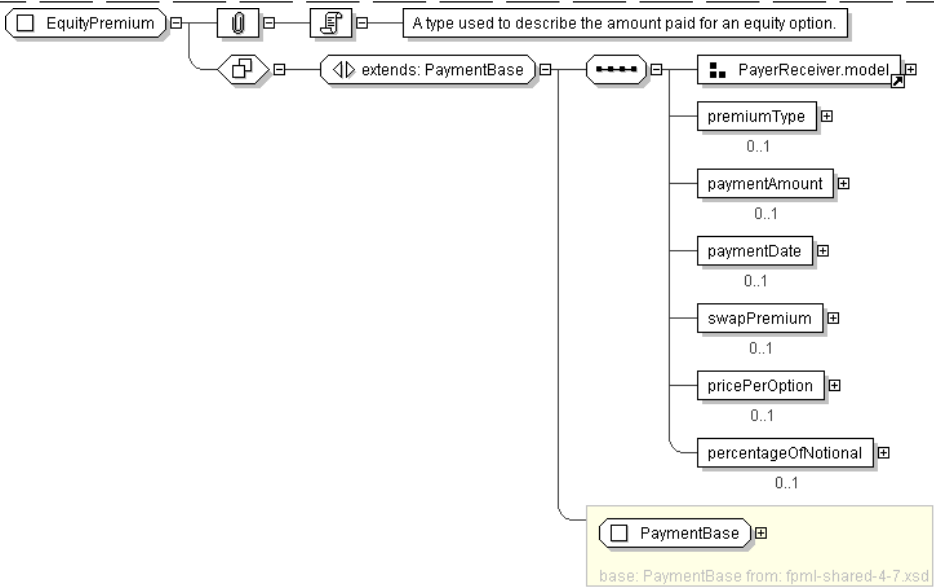 EquityPremium
A type used to describe the amount paid for an equity option.
extends: PaymentBase
PayerReceiver.model
premiumType
0..1
paymentAmount
0..1
paymentDate
0..1
swapPremium
0..1
pricePerOption
0..1
percentageOfNotional
0..1
PaymentBase
base: PaymentBase from: fpml-shared-4-7.xsd